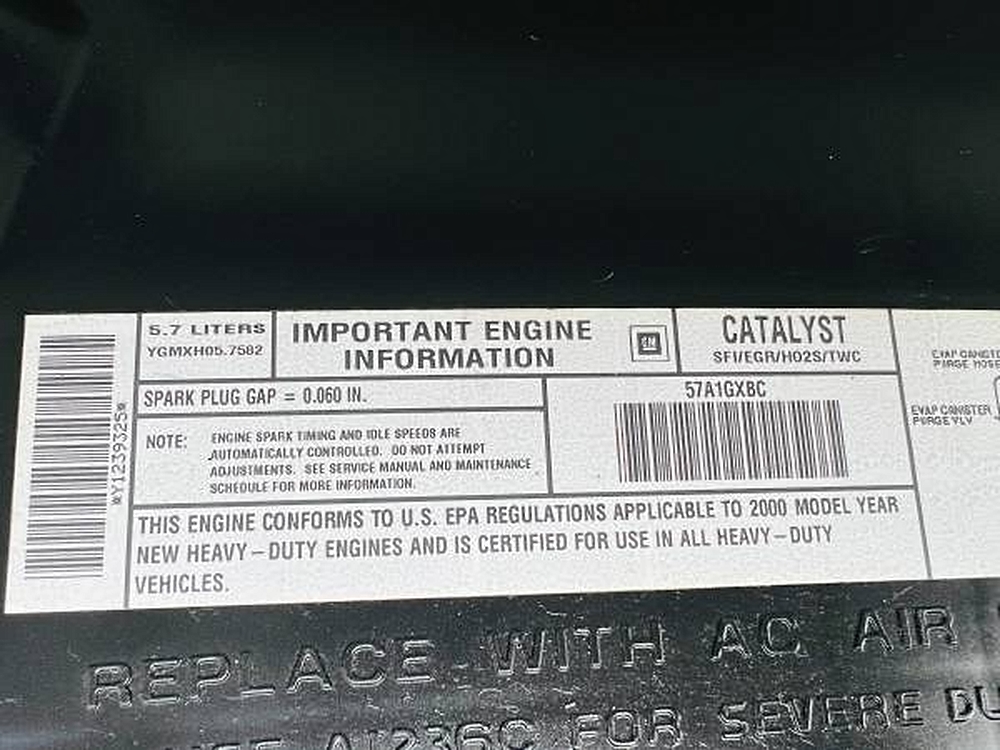 5.7 LITERS
YGMXH05.7582
IMPORTANT ENGINE
INFORMATION
GM
CATALYST
SFI/EGR/HO2S/TWC
EVAP CANISTER
PURGE HOSE
EVAP CANISTER
PURGE VLV
SPARK PLUG GAP = 0.060 IN.
57A1GXBC
NOTE: ENGINE SPARK TIMING AND IDLE SPEEDS ARE
AUTOMATICALLY CONTROLLED. DO NOT ATTEMPT
ADJUSTMENTS. SEE SERVICE MANUAL AND MAINTENANCE
SCHEDULE FOR MORE INFORMATION.
*Y1239325*
THIS ENGINE CONFORMS TO U.S. EPA REGULATIONS APPLICABLE TO 2000 MODEL YEAR
NEW HEAVY-DUTY ENGINES AND IS CERTIFIED FOR USE IN ALL HEAVY-DUTY
VEHICLES.
REPLACE WITH AC AIR
A1236C FOR SEVERE DU